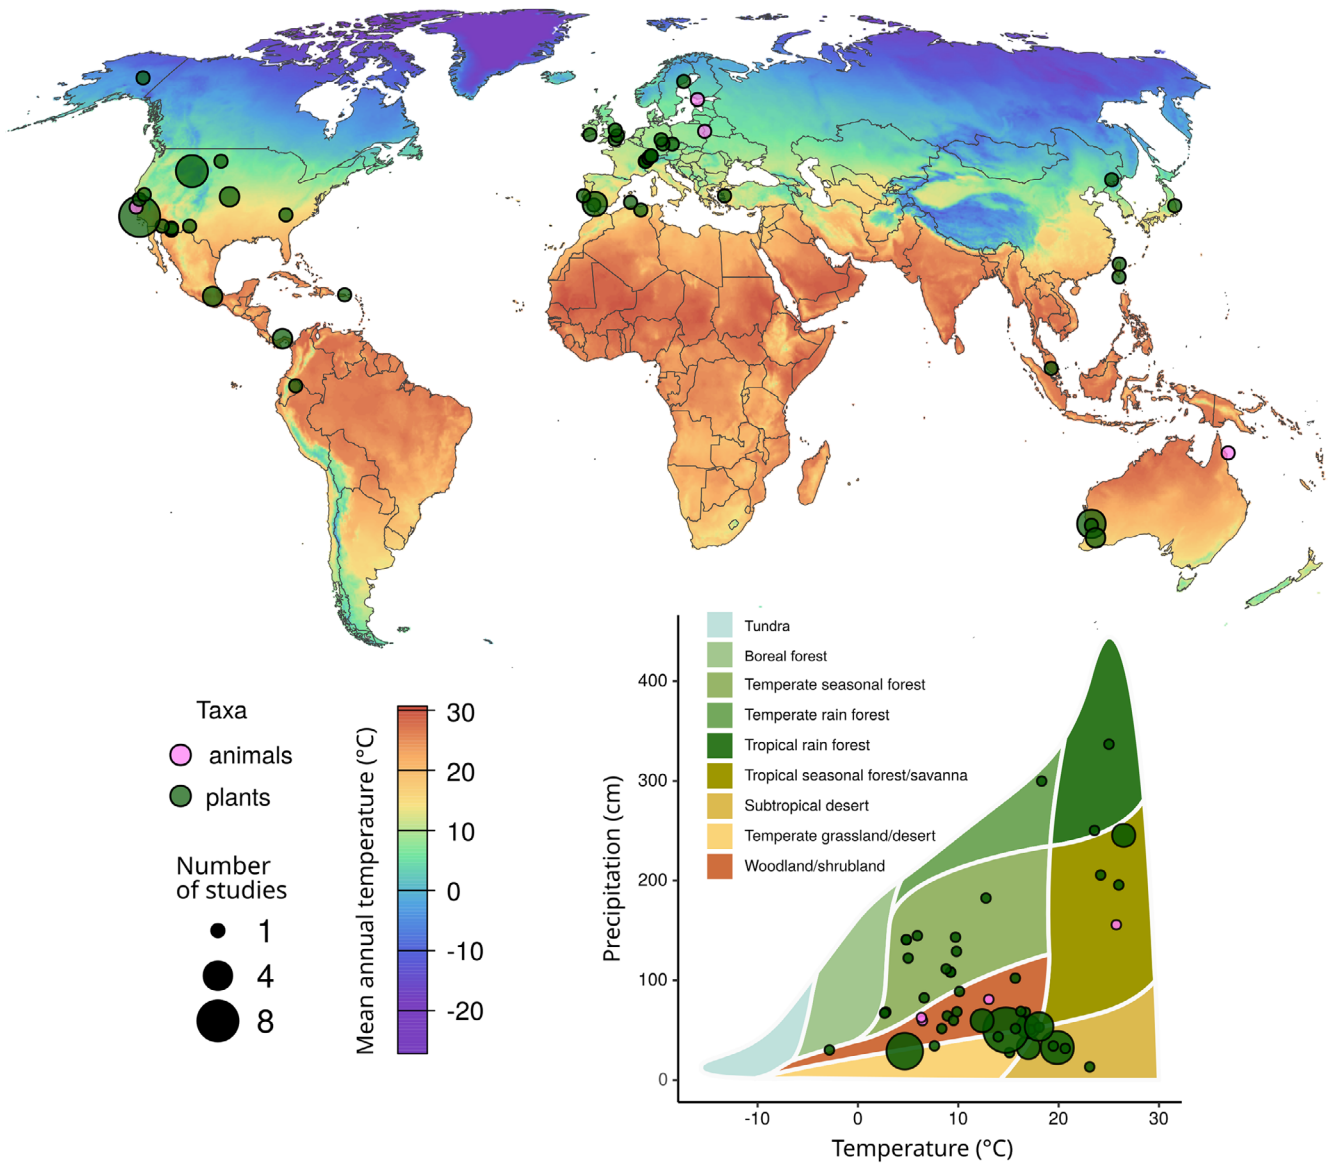 Taxa
animals
plants
Number
of studies
1
4
8
Mean annual temperature (°C)
30
20
10
0
-10
-20
Tundra
Boreal forest
Temperate seasonal forest
Temperate rain forest
Tropical rain forest
Tropical seasonal forest/savanna
Subtropical desert
Temperate grassland/desert
Woodland/shrubland
Precipitation (cm)
400
300
200
100
0
-10
0
10
20
30
Temperature (°C)